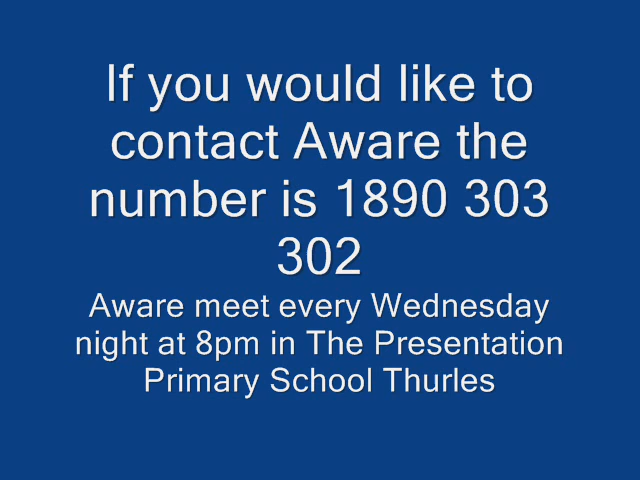 If you would like to
contact Aware the
number is 1890 303
302
Aware meet every Wednesday
night at 8pm in The Presentation
Primary School Thurles